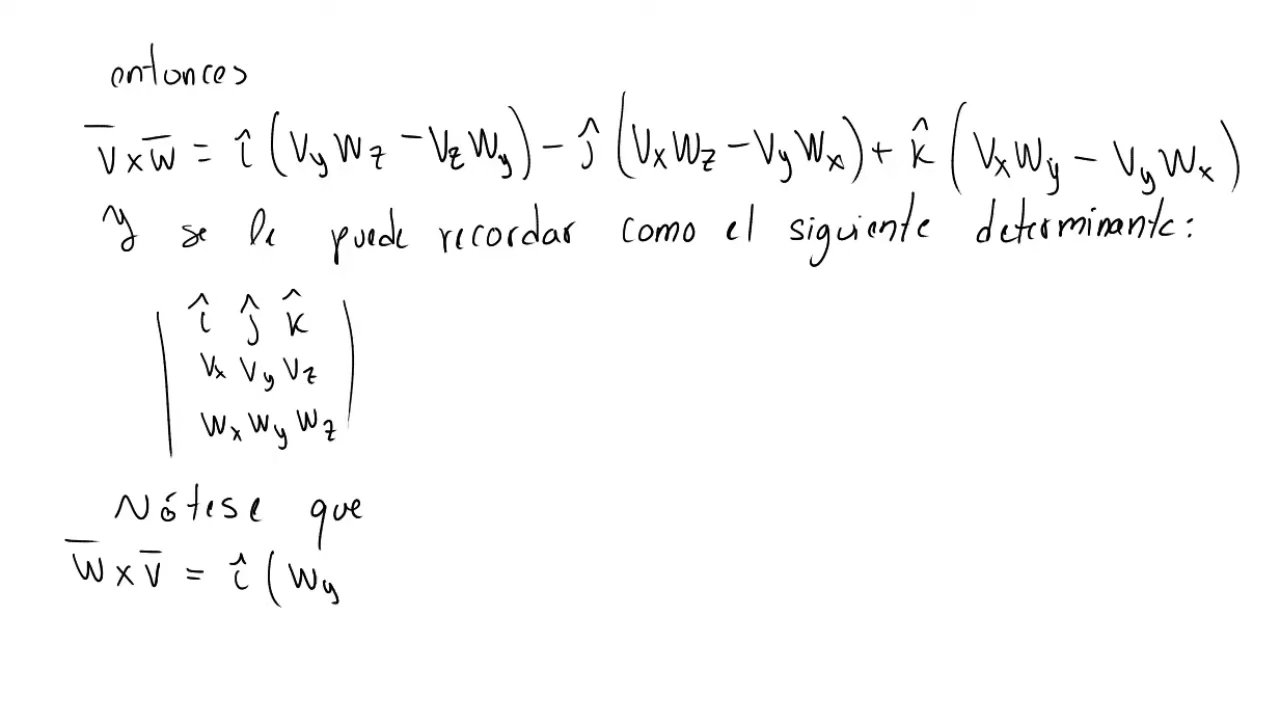 entonces
v̅ x w̅ = î (Vy Wz - Vz Wy) - ĵ (Vx Wz - Vy Wx) + k̂ (Vx Wy - Vy Wx)
Y se le puede recordar como el siguiente determinante:
î ĵ k̂
Vx Vy Vz
Wx Wy Wz
Nótese que
w̅ x v̅ = î ( Wy